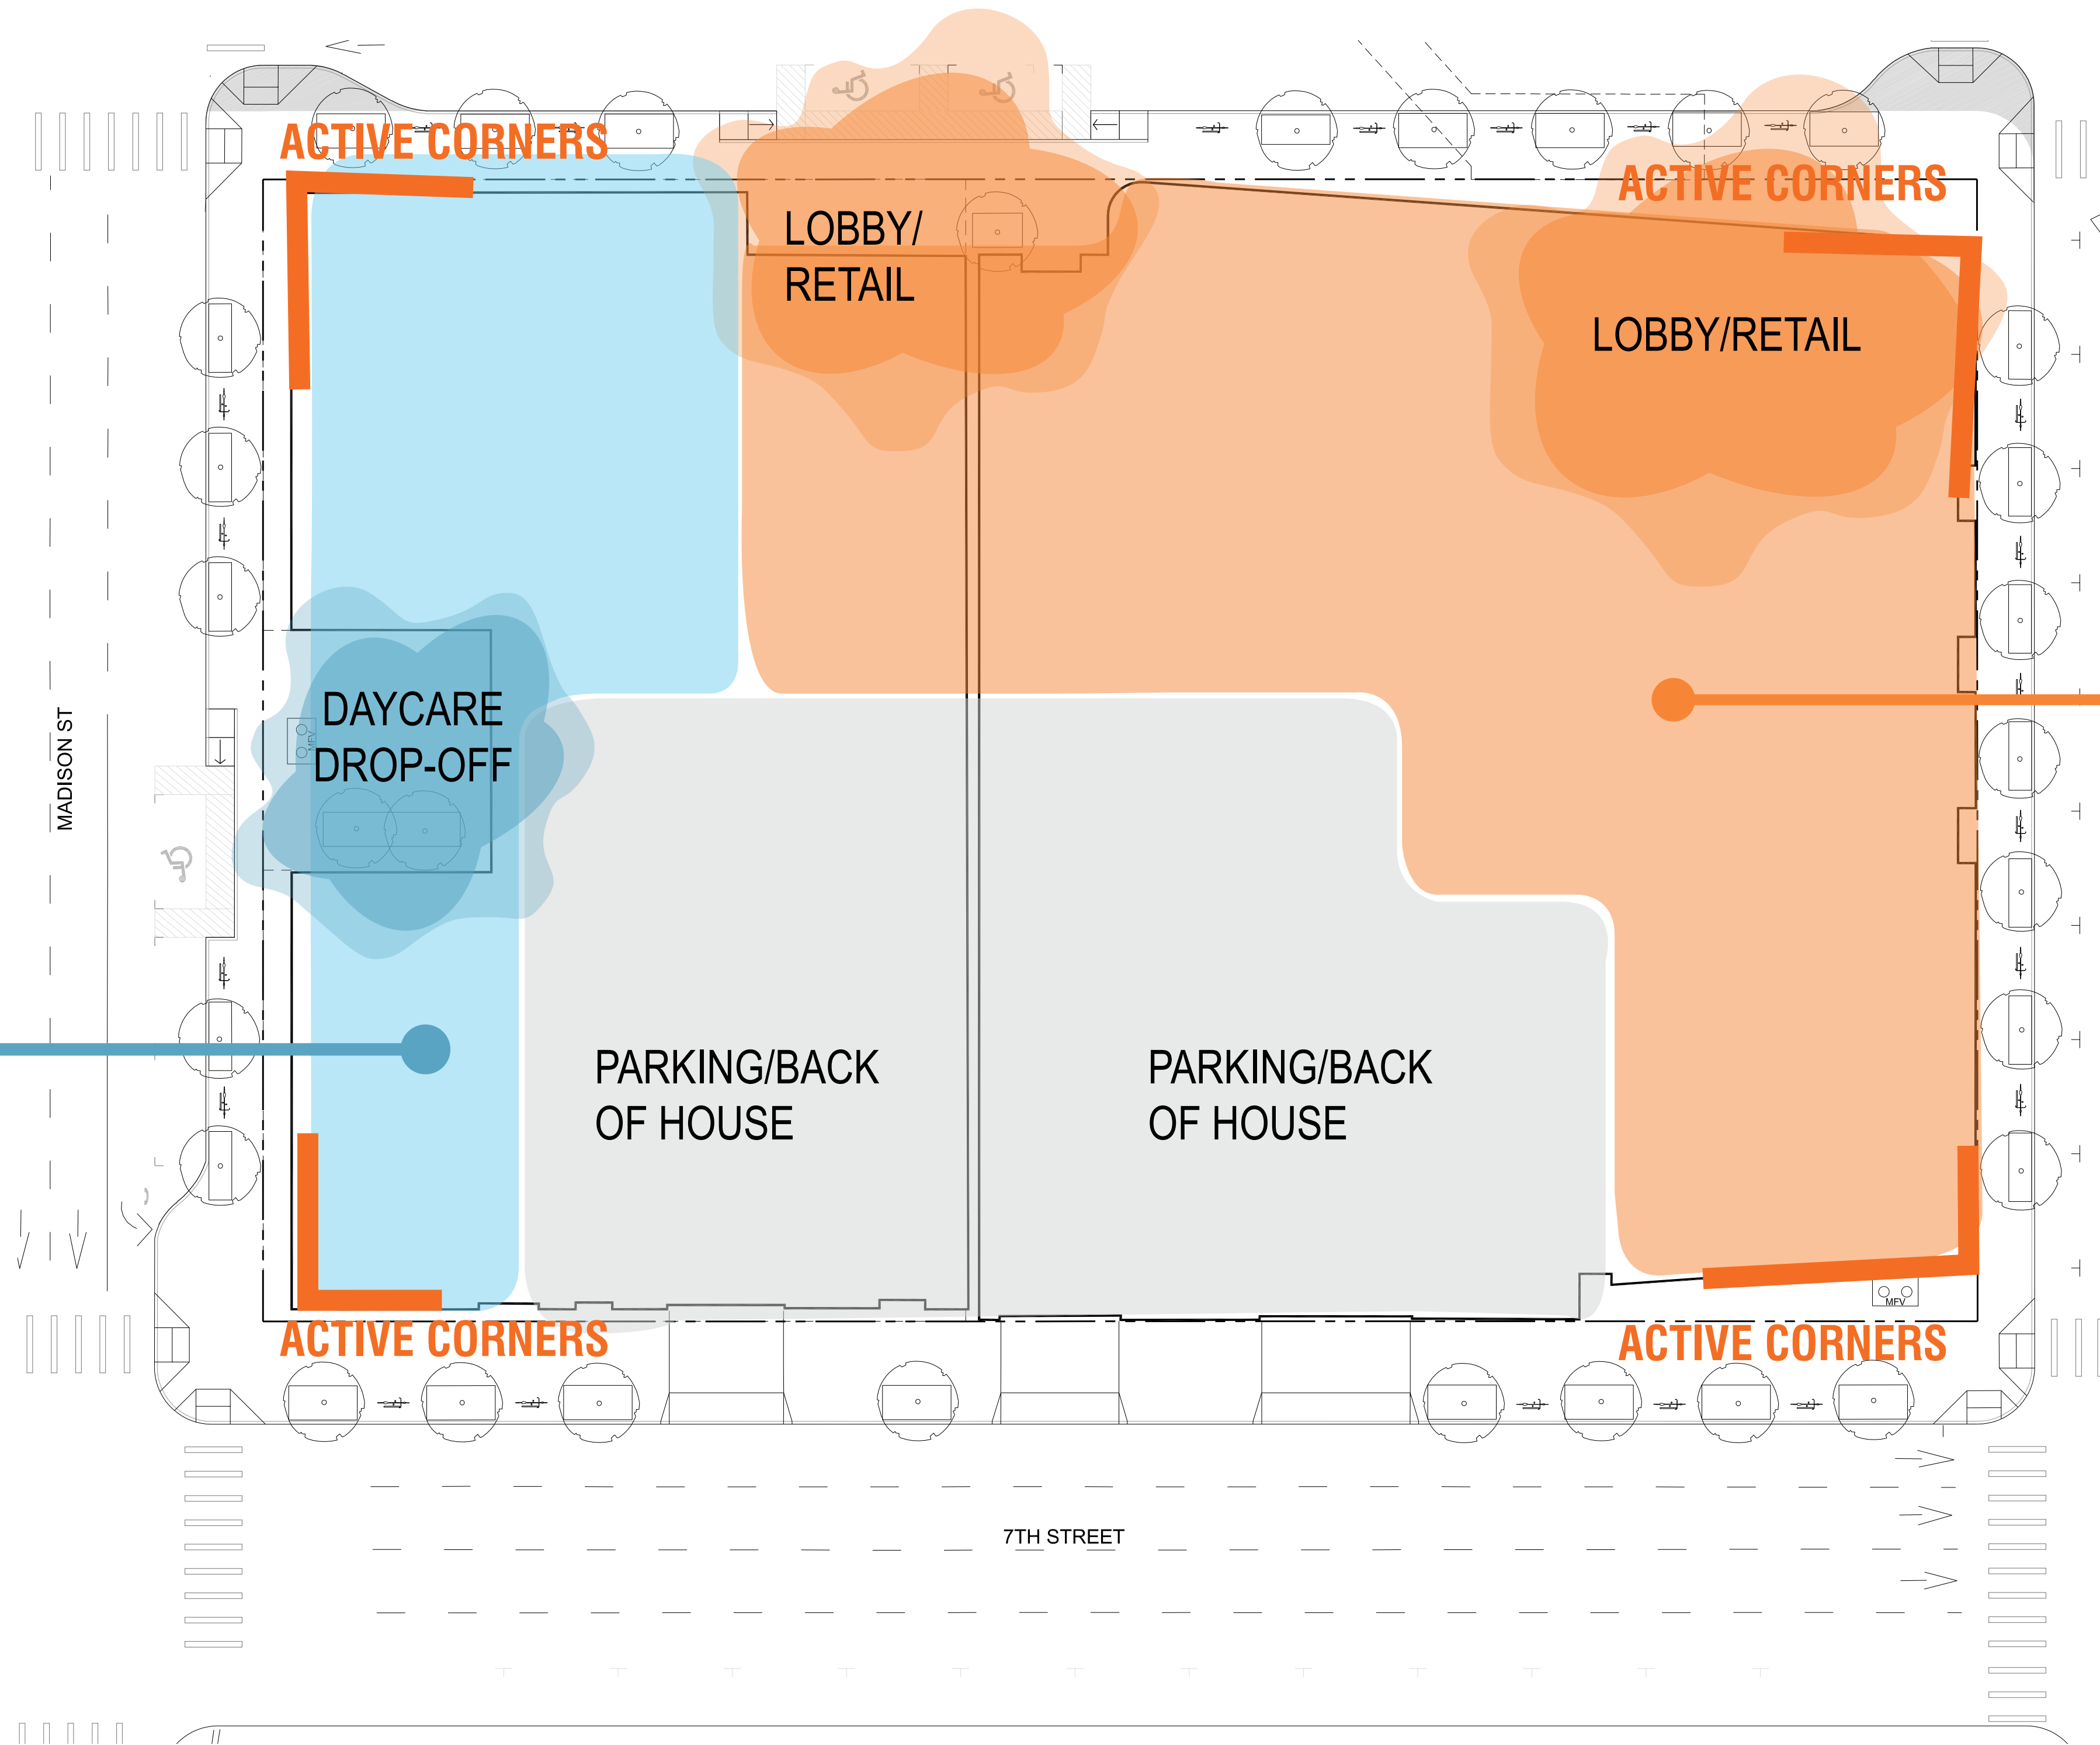 ACTIVE CORNERS
ACTIVE CORNERS
LOBBY/
RETAIL
LOBBY/RETAIL
DAYCARE
DROP-OFF
MFV
MADISON ST
PARKING/BACK
OF HOUSE
PARKING/BACK
OF HOUSE
MFV
ACTIVE CORNERS
ACTIVE CORNERS
7TH STREET